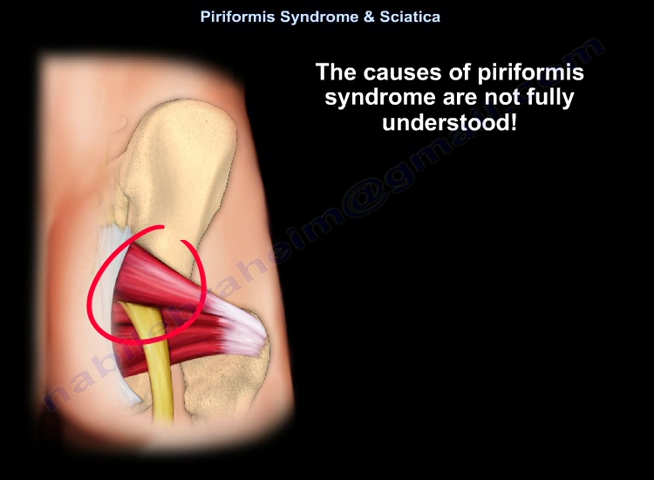 Piriformis Syndrome & Sciatica
The causes of piriformis
syndrome are not fully
understood!